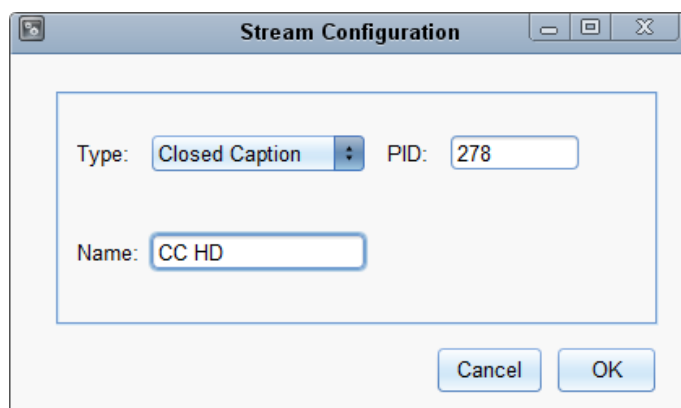 Stream Configuration
Type: Closed Caption PID: 278
Name: CC HD
Cancel OK